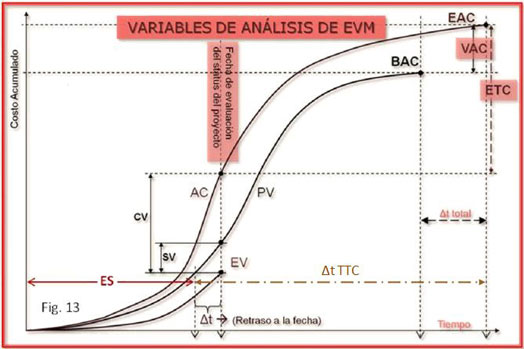 VARIABLES DE ANÁLISIS DE EVM
EAC
VAC
BAC
ETC
Costo Acumulado
Fecha de evaluación
del status del proyecto
AC
PV
CV
SV
EV
Δt total
ES
Δt TTC
Fig. 13
Δt → (Retraso a la fecha)
Tiempo